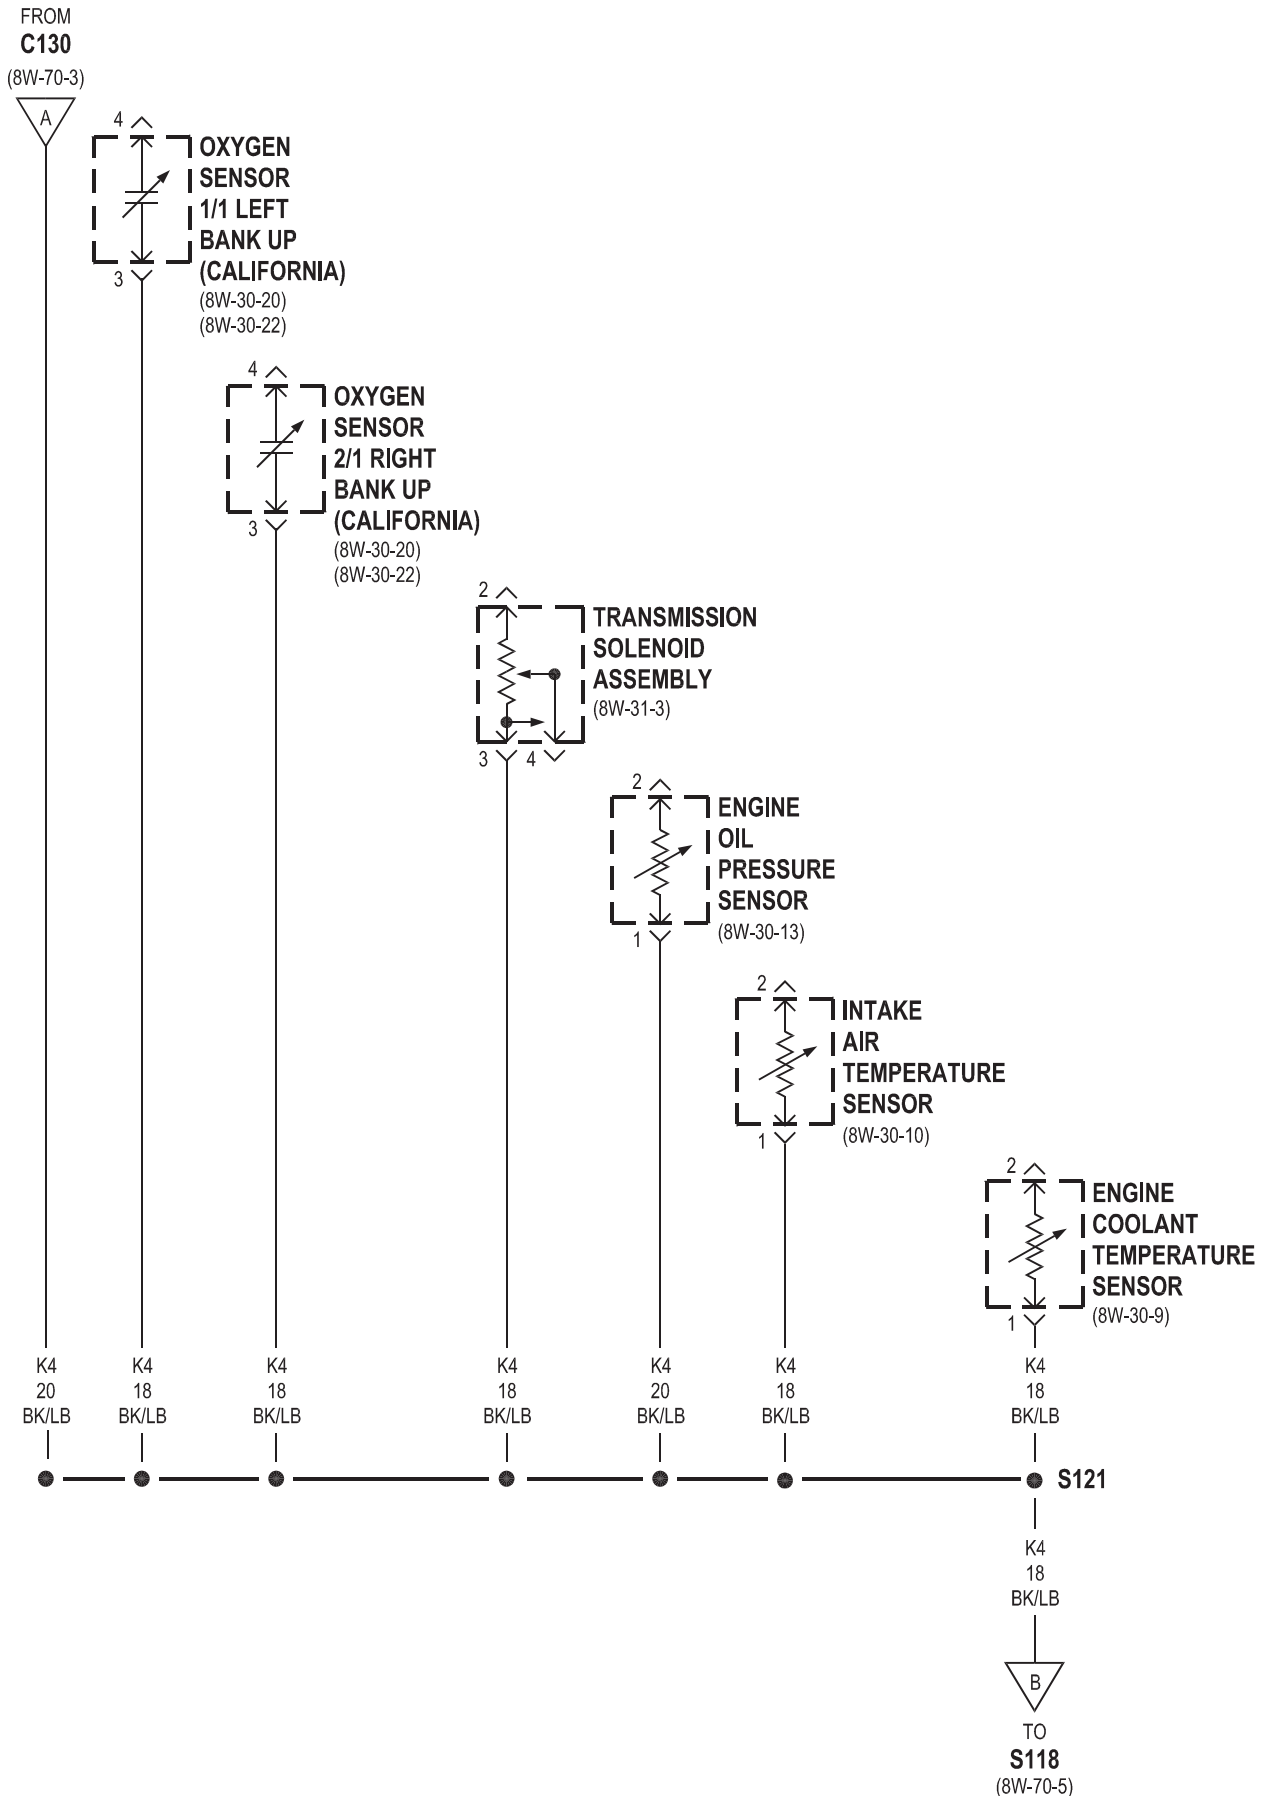 FROM
C130
(8W-70-3)
A
4
OXYGEN
SENSOR
1/1 LEFT
BANK UP
(CALIFORNIA)
(8W-30-20)
(8W-30-22)
3
4
OXYGEN
SENSOR
2/1 RIGHT
BANK UP
(CALIFORNIA)
(8W-30-20)
(8W-30-22)
3
2
TRANSMISSION
SOLENOID
ASSEMBLY
(8W-31-3)
3 4
2
ENGINE
OIL
PRESSURE
SENSOR
(8W-30-13)
1
2
INTAKE
AIR
TEMPERATURE
SENSOR
(8W-30-10)
1
2
ENGINE
COOLANT
TEMPERATURE
SENSOR
(8W-30-9)
1
K4 K4 K4 K4 K4 K4 K4
20 18 18 18 20 18 18
BK/LB BK/LB BK/LB BK/LB BK/LB BK/LB BK/LB
S121
K4
18
BK/LB
B
TO
S118
(8W-70-5)